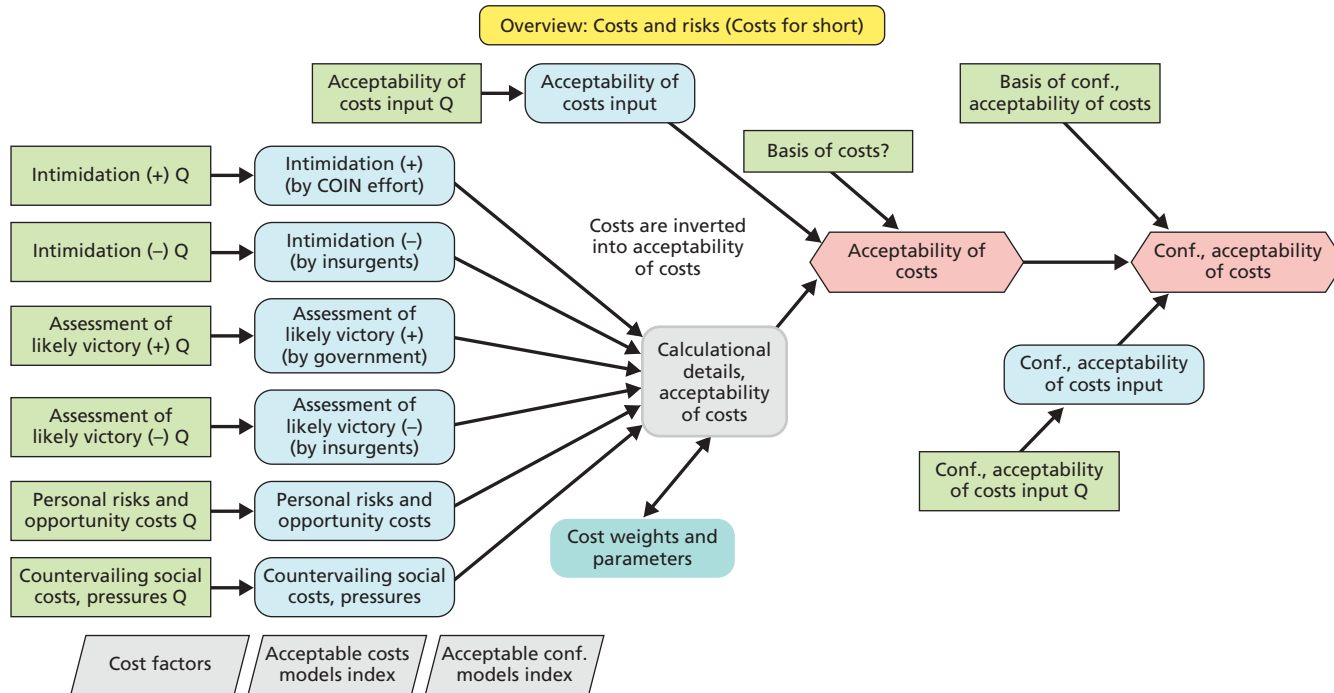 Overview: Costs and risks (Costs for short)
Acceptability of
costs input Q
Acceptability of
costs input
Basis of conf.,
acceptability of costs
Basis of costs?
Intimidation (+) Q
Intimidation (+)
(by COIN effort)
Intimidation (–) Q
Intimidation (–)
(by insurgents)
Costs are inverted
into acceptability
of costs
Acceptability of
costs
Conf., acceptability
of costs
Assessment of
likely victory (+) Q
Assessment of
likely victory (+)
(by government)
Calculational
details,
acceptability
of costs
Conf., acceptability
of costs input
Assessment of
likely victory (–) Q
Assessment of
likely victory (–)
(by insurgents)
Conf., acceptability
of costs input Q
Personal risks and
opportunity costs Q
Personal risks and
opportunity costs
Cost weights and
parameters
Countervailing social
costs, pressures Q
Countervailing social
costs, pressures
Cost factors
Acceptable costs
models index
Acceptable conf.
models index